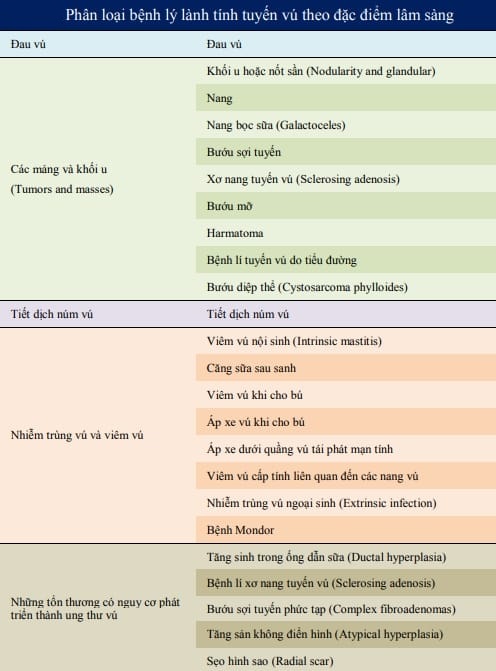 Phân loại bệnh lý lành tính tuyến vú theo đặc điểm lâm sàng
Đau vú
Đau vú
Các mảng và khối u
(Tumors and masses)
Khối u hoặc nốt sần (Nodularity and glandular)
Nang
Nang bọc sữa (Galactoceles)
Bướu sợi tuyến
Xơ nang tuyến vú (Sclerosing adenosis)
Bướu mỡ
Harmatoma
Bệnh lí tuyến vú do tiểu đường
Bướu diệp thể (Cystosarcoma phylloides)
Tiết dịch núm vú
Tiết dịch núm vú
Nhiễm trùng vú và viêm vú
Viêm vú nội sinh (Intrinsic mastitis)
Căng sữa sau sanh
Viêm vú khi cho bú
Áp xe vú khi cho bú
Áp xe dưới quầng vú tái phát mạn tính
Viêm vú cấp tính liên quan đến các nang vú
Nhiễm trùng vú ngoại sinh (Extrinsic infection)
Bệnh Mondor
Những tổn thương có nguy cơ phát
triển thành ung thư vú
Tăng sinh trong ống dẫn sữa (Ductal hyperplasia)
Bệnh lí xơ nang tuyến vú (Sclerosing adenosis)
Bướu sợi tuyến phức tạp (Complex fibroadenomas)
Tăng sản không điển hình (Atypical hyperplasia)
Sẹo hình sao (Radial scar)